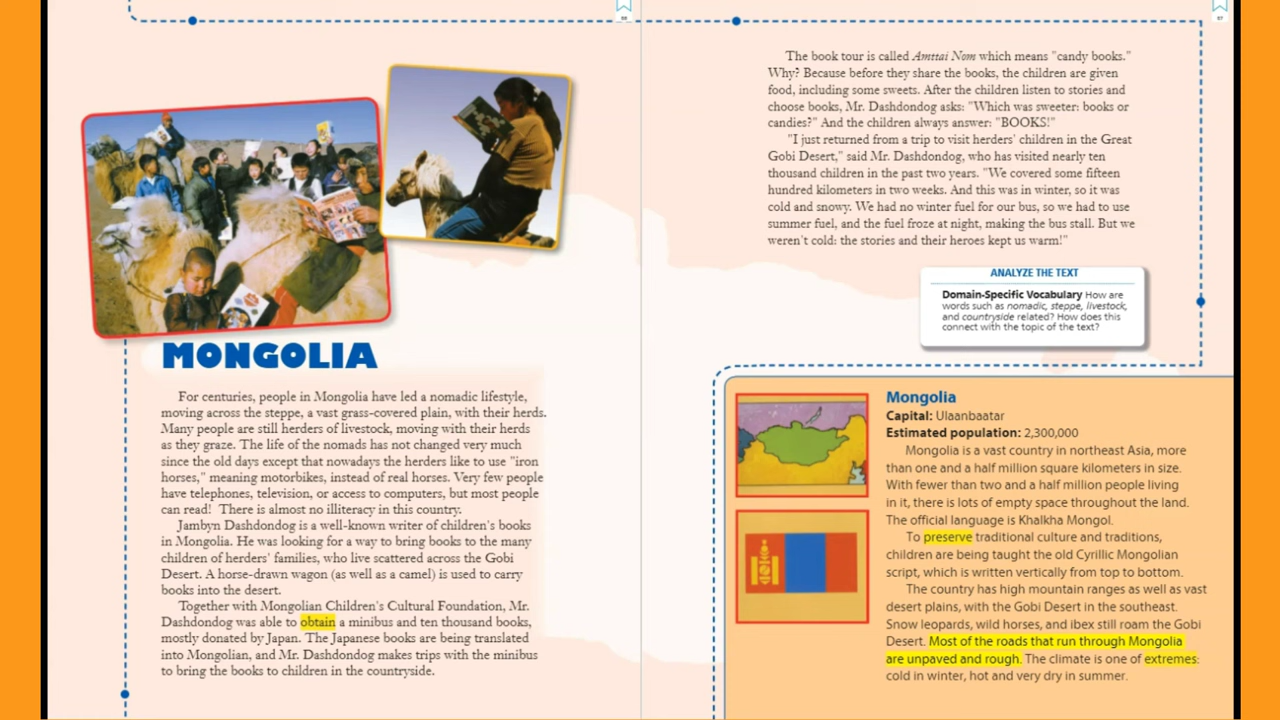 MONGOLIA
For centuries, people in Mongolia have led a nomadic lifestyle,
moving across the steppe, a vast grass-covered plain, with their herds.
Many people are still herders of livestock, moving with their herds
as they graze. The life of the nomads has not changed very much
since the old days except that nowadays the herders like to use "iron
horses," meaning motorbikes, instead of real horses. Very few people
have telephones, television, or access to computers, but most people
can read! There is almost no illiteracy in this country.
Jambyn Dashdondog is a well-known writer of children's books
in Mongolia. He was looking for a way to bring books to the many
children of herders' families, who live scattered across the Gobi
Desert. A horse-drawn wagon (as well as a camel) is used to carry
books into the desert.
Together with Mongolian Children's Cultural Foundation, Mr.
Dashdondog was able to obtain a minibus and ten thousand books,
mostly donated by Japan. The Japanese books are being translated
into Mongolian, and Mr. Dashdondog makes trips with the minibus
to bring the books to children in the countryside.
The book tour is called Amttai Nom which means "candy books."
Why? Because before they share the books, the children are given
food, including some sweets. After the children listen to stories and
choose books, Mr. Dashdondog asks: "Which was sweeter: books or
candies?" And the children always answer: "BOOKS!"
"I just returned from a trip to visit herders' children in the Great
Gobi Desert," said Mr. Dashdondog, who has visited nearly ten
thousand children in the past two years. "We covered some fifteen
hundred kilometers in two weeks. And this was in winter, so it was
cold and snowy. We had no winter fuel for our bus, so we had to use
summer fuel, and the fuel froze at night, making the bus stall. But we
weren't cold: the stories and their heroes kept us warm!"
ANALYZE THE TEXT
Domain-Specific Vocabulary How are
words such as nomadic, steppe, livestock,
and countryside related? How does this
connect with the topic of the text?
Mongolia
Capital: Ulaanbaatar
Estimated population: 2,300,000
Mongolia is a vast country in northeast Asia, more
than one and a half million square kilometers in size.
With fewer than two and a half million people living
in it, there is lots of empty space throughout the land.
The official language is Khalkha Mongol.
To preserve traditional culture and traditions,
children are being taught the old Cyrillic Mongolian
script, which is written vertically from top to bottom.
The country has high mountain ranges as well as vast
desert plains, with the Gobi Desert in the southeast.
Snow leopards, wild horses, and ibex still roam the Gobi
Desert. Most of the roads that run through Mongolia
are unpaved and rough. The climate is one of extremes:
cold in winter, hot and very dry in summer.